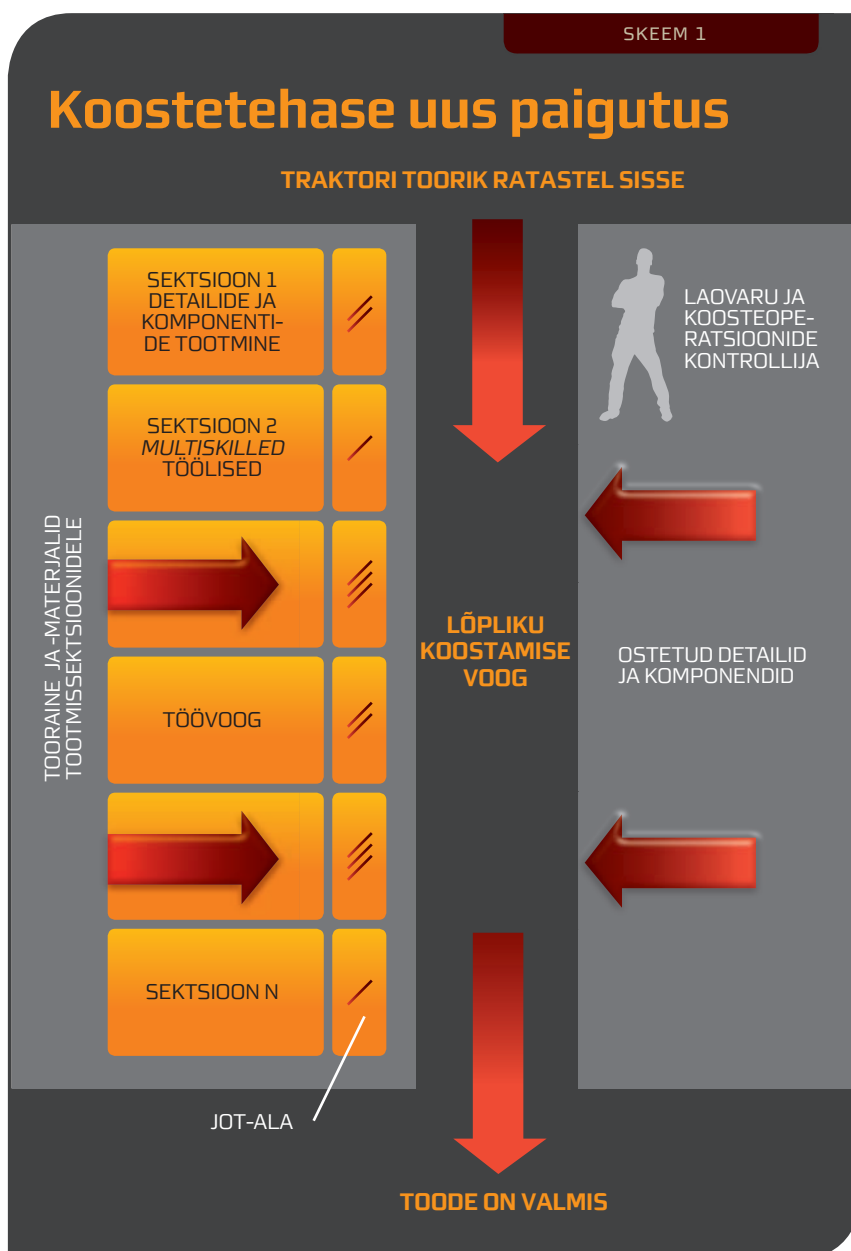 SKEEM 1
Koostetehase uus paigutus
TRAKTORI TOORIK RATASTEL SISSE
TOORAINE JA -MATERJALID
TOOTMISSEKTSIOONIDELE
SEKTSIOON 1
DETAILIDE JA
KOMPONENTI-
DE TOOTMINE
SEKTSIOON 2
MULTISKILLED
TÖÖLISED
TÖÖVOOG
SEKTSIOON N
JOT-ALA
LÕPLIKU
KOOSTAMISE
VOOG
LAOVARU JA
KOOSTEOPE-
RATSIOONIDE
KONTROLLIJA
OSTETUD DETAILID
JA KOMPONENDID
TOODE ON VALMIS